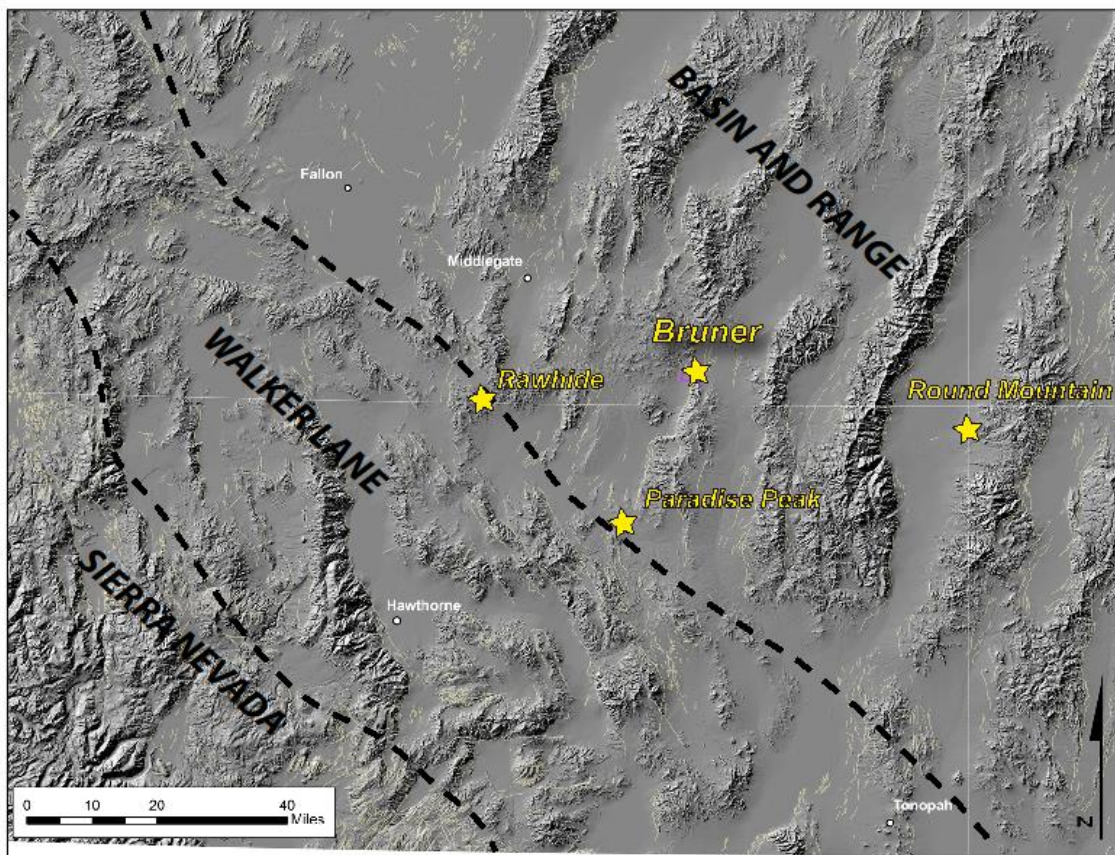 BASIN AND RANGE
Fallon
Middlegate
Bruner
WALKER LANE
Rawhide
Round Mountain
Paradise Peak
SIERRA NEVADA
Hawthorne
0 10 20 40
Miles
Tonopah
N